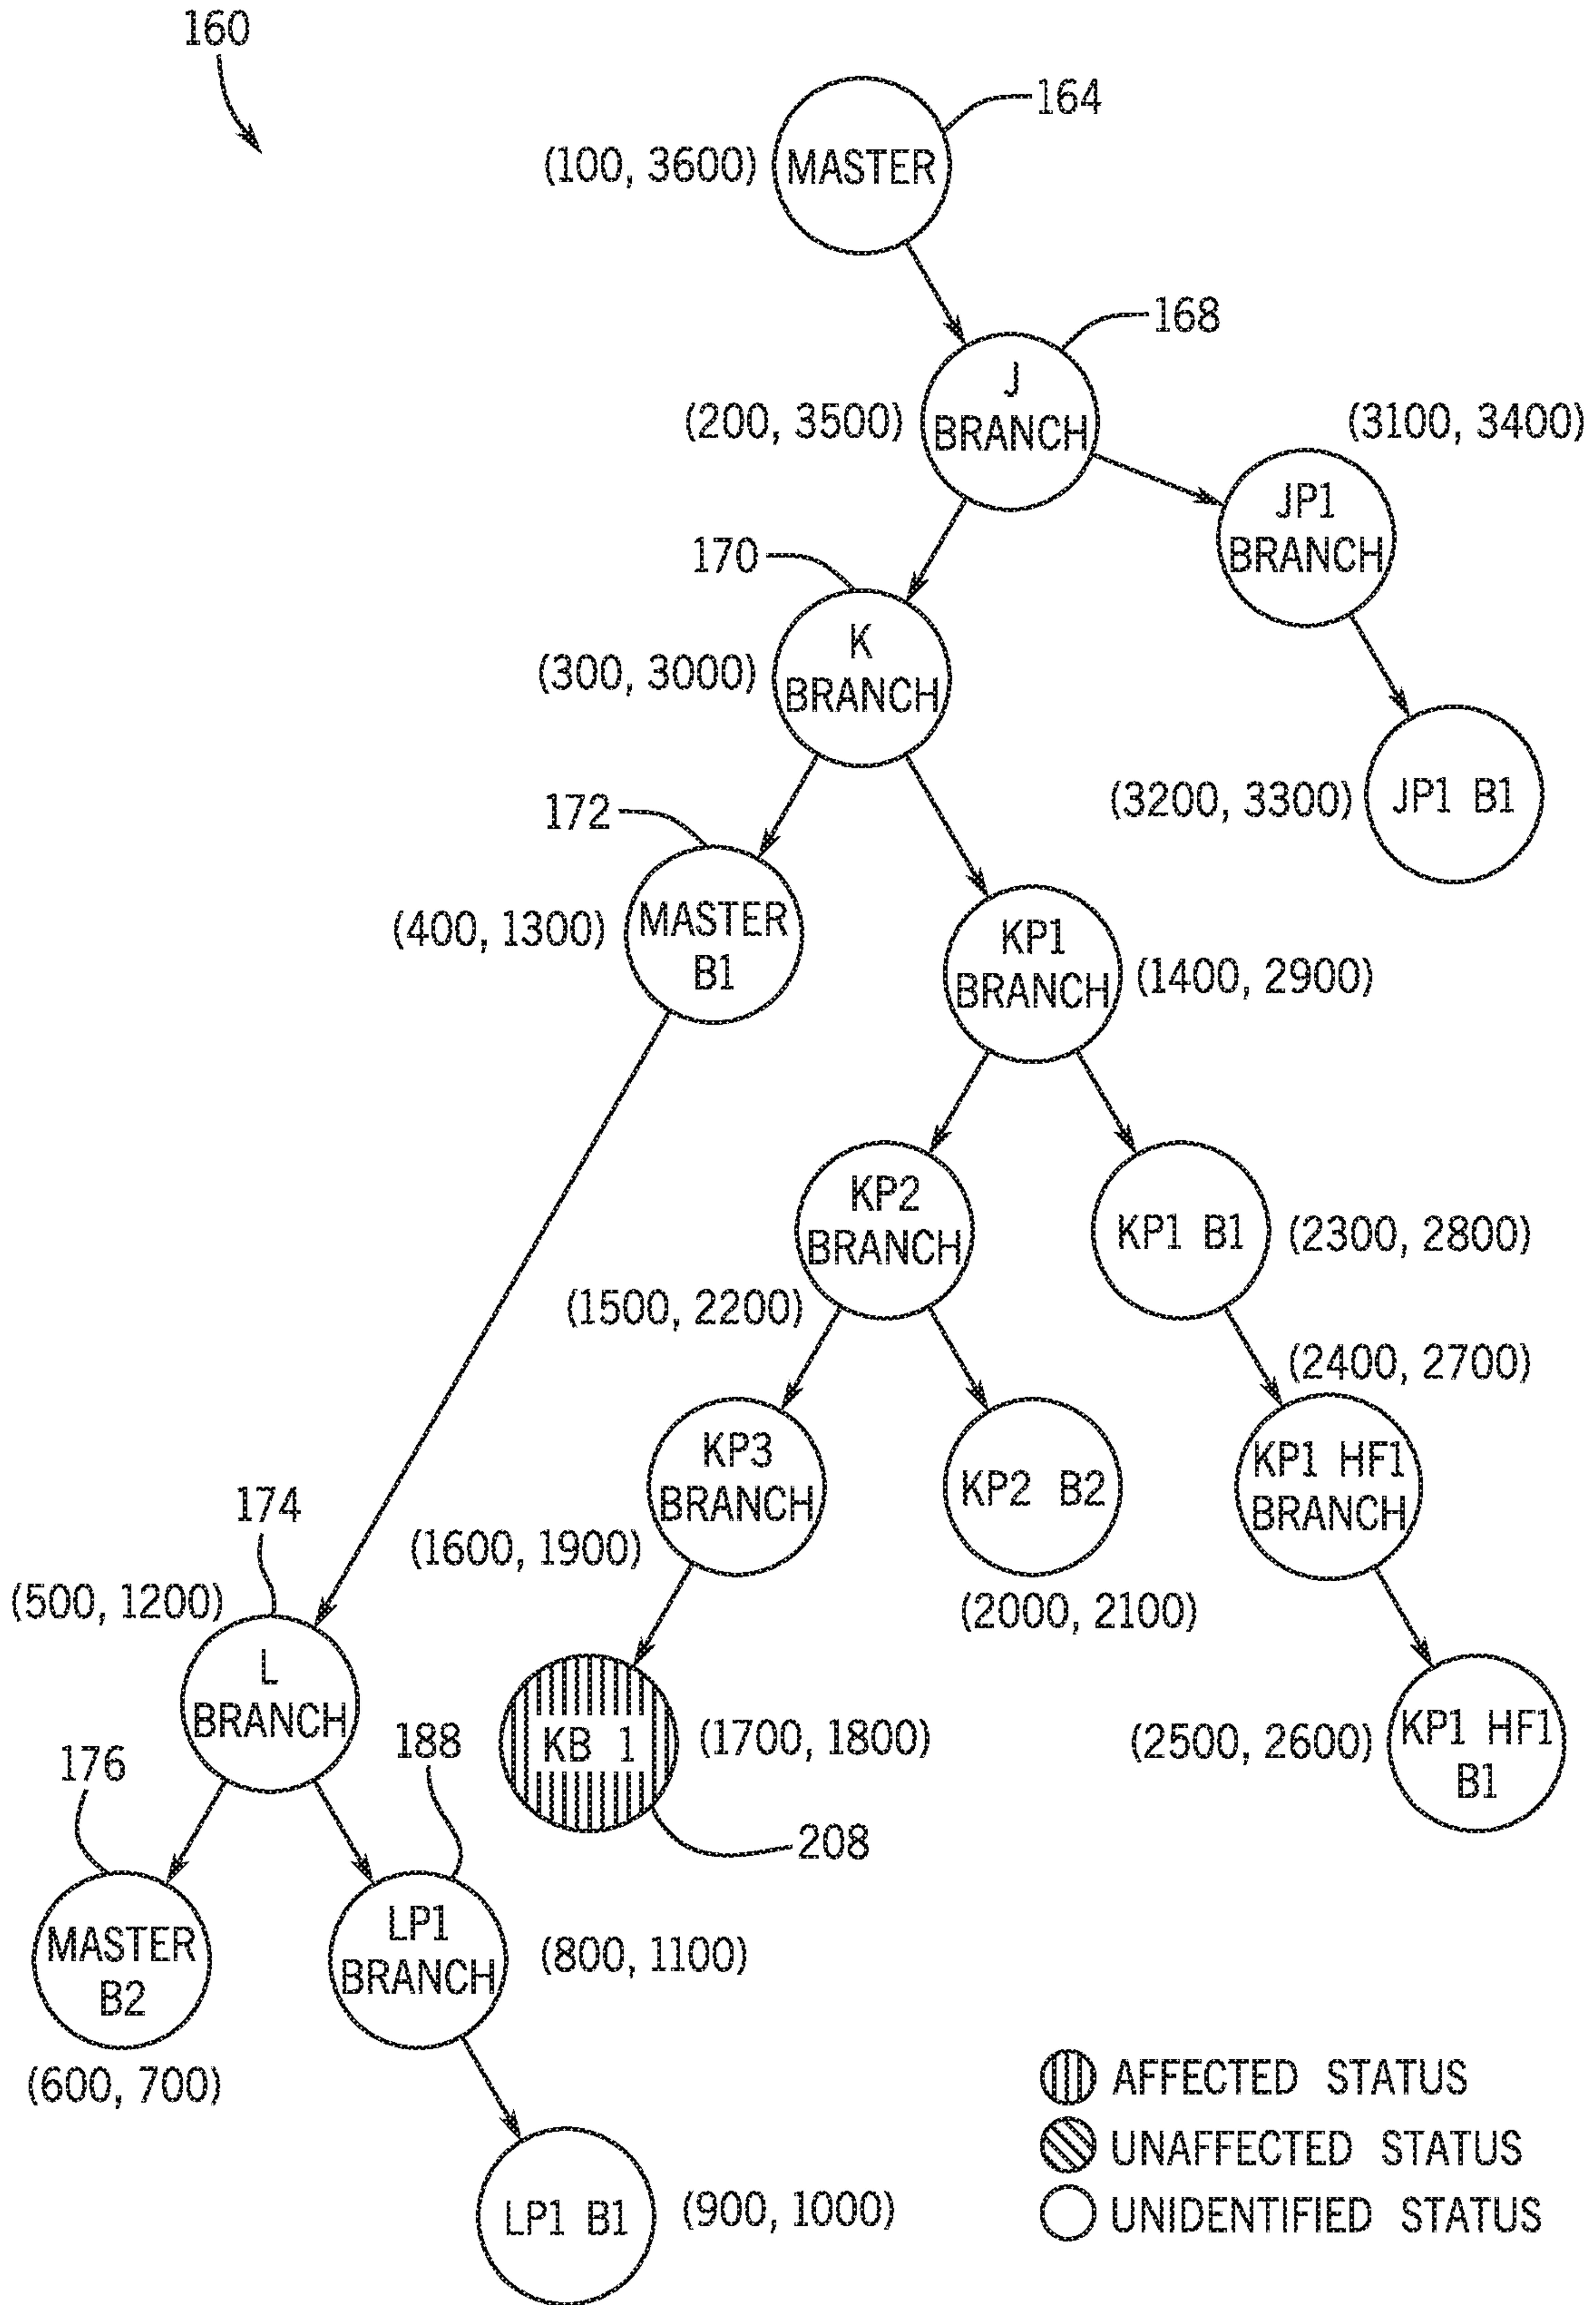 160
164
(100, 3600)
MASTER
168
J
BRANCH
(200, 3500)
(3100, 3400)
JP1
BRANCH
170
K
BRANCH
(300, 3000)
(3200, 3300)
JP1 B1
172
(400, 1300)
MASTER
B1
KP1
BRANCH
(1400, 2900)
KP2
BRANCH
KP1 B1
(2300, 2800)
(1500, 2200)
(2400, 2700)
KP3
BRANCH
KP2 B2
KP1 HF1
BRANCH
174
(1600, 1900)
(500, 1200)
(2000, 2100)
L
BRANCH
KB 1
(1700, 1800)
(2500, 2600)
KP1 HF1
B1
188
176
208
MASTER
B2
LP1
BRANCH
(800, 1100)
(600, 700)
AFFECTED STATUS
UNAFFECTED STATUS
UNIDENTIFIED STATUS
LP1 B1
(900, 1000)